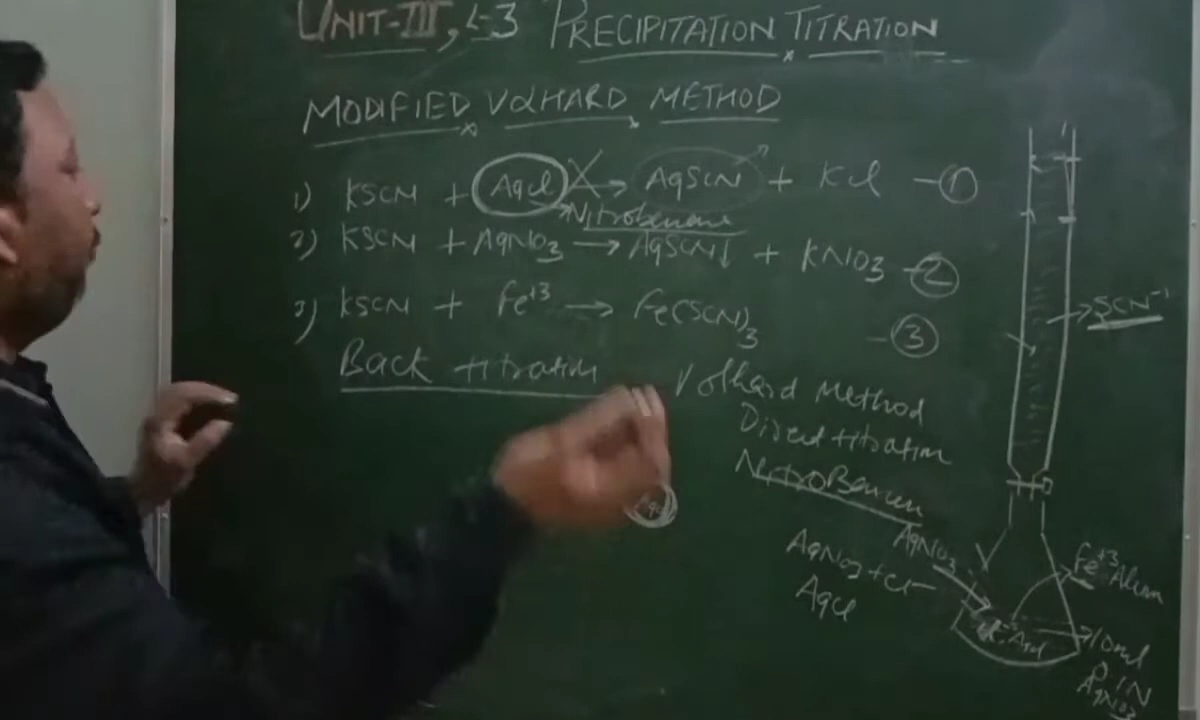 UNIT-III, L-3 PRECIPITATION TITRATION
MODIFIED VOLHARD METHOD
1) KSCN + AgCl → AgSCN + KCl - ①
Nitrobenzene
2) KSCN + AgNO3 → AgSCN↓ + KNO3 - ②
3) KSCN + Fe+3 → Fe(SCN)3 - ③
Back titration
Volhard Method
Direct titration
NitroBenzen
AgNO3 + Cl-
AgCl
SCN-1
AgNO3
Fe+3 Alum
10ml
0.1N
AgNO3